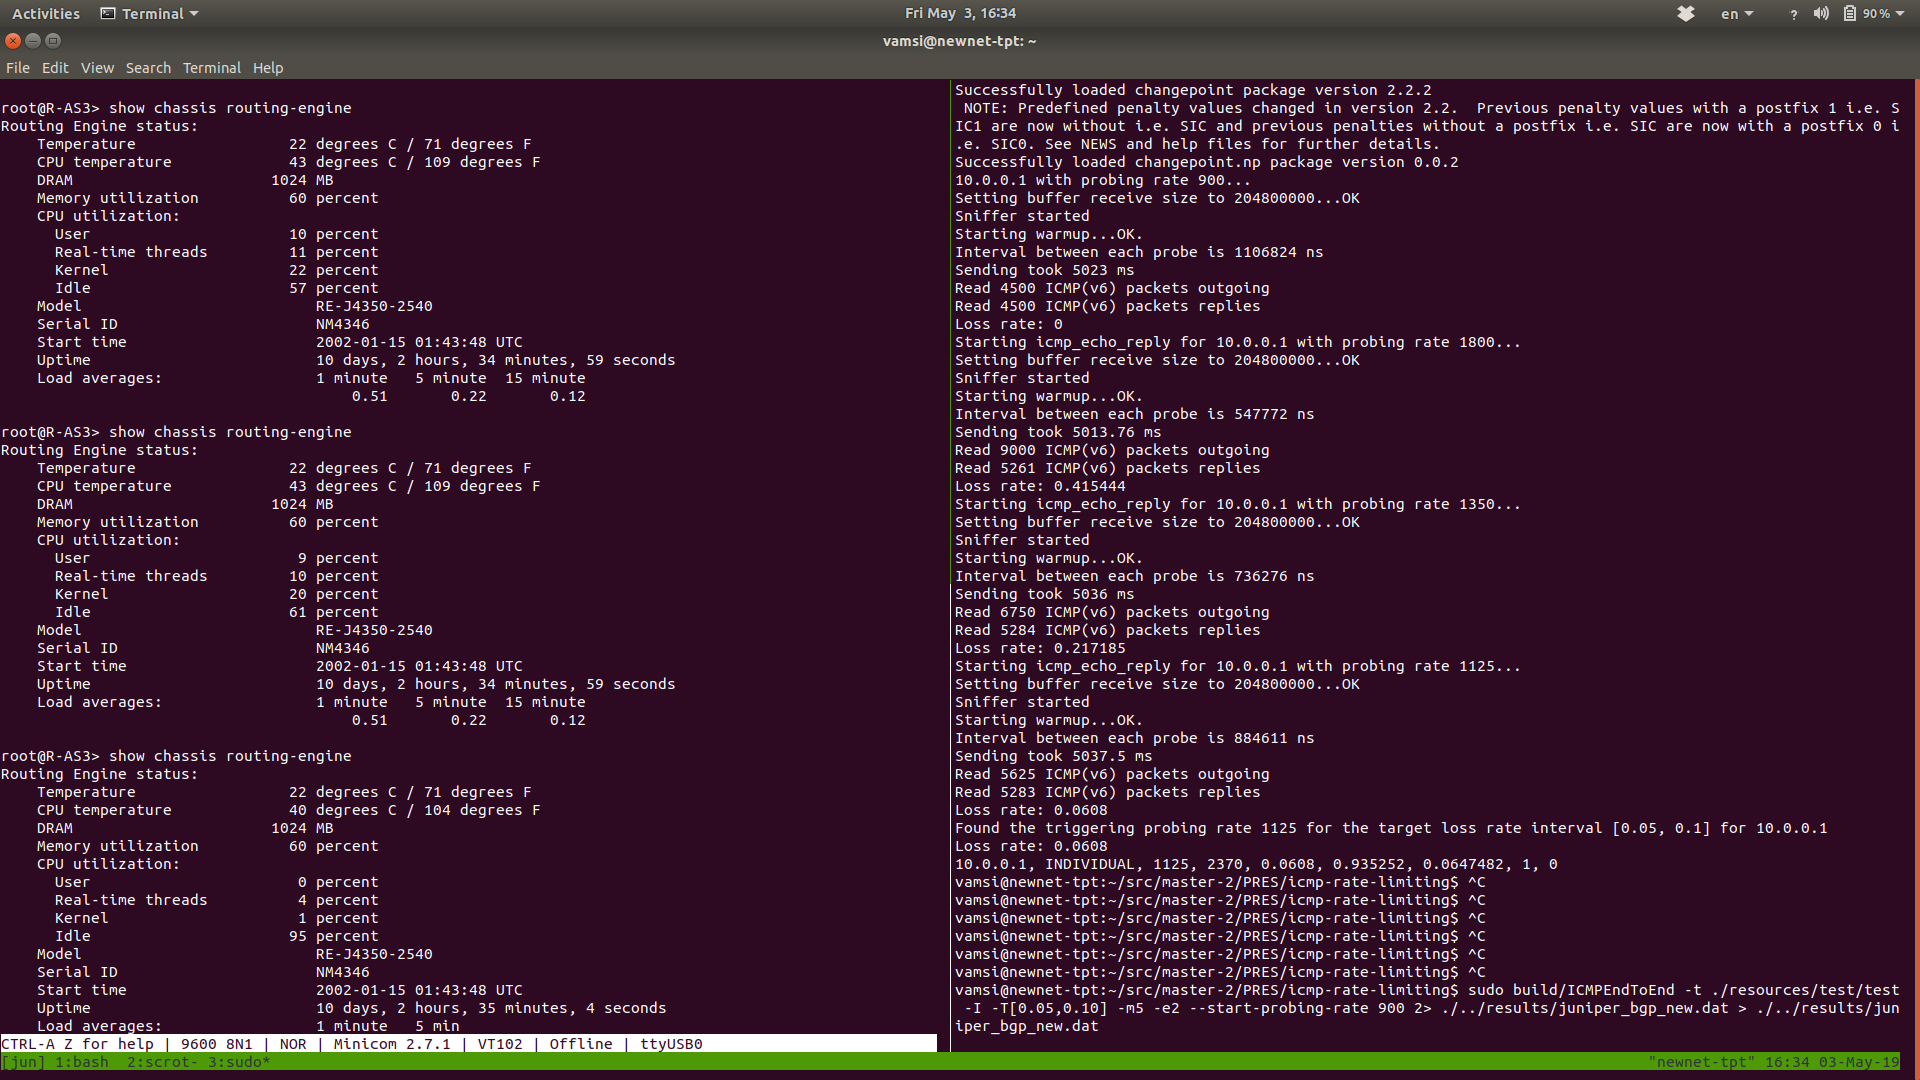 Activities Terminal Fri May 3, 16:34 en ? 90%
vamsi@newnet-tpt: ~
File Edit View Search Terminal Help
root@R-AS3> show chassis routing-engine
Routing Engine status:
    Temperature                 22 degrees C / 71 degrees F
    CPU temperature             43 degrees C / 109 degrees F
    DRAM                      1024 MB
    Memory utilization          60 percent
    CPU utilization:
      User                      10 percent
      Real-time threads         11 percent
      Kernel                    22 percent
      Idle                      57 percent
    Model                          RE-J4350-2540
    Serial ID                      NM4346
    Start time                     2002-01-15 01:43:48 UTC
    Uptime                         10 days, 2 hours, 34 minutes, 59 seconds
    Load averages:                 1 minute   5 minute  15 minute
                                       0.51       0.22       0.12
root@R-AS3> show chassis routing-engine
Routing Engine status:
    Temperature                 22 degrees C / 71 degrees F
    CPU temperature             43 degrees C / 109 degrees F
    DRAM                      1024 MB
    Memory utilization          60 percent
    CPU utilization:
      User                       9 percent
      Real-time threads         10 percent
      Kernel                    20 percent
      Idle                      61 percent
    Model                          RE-J4350-2540
    Serial ID                      NM4346
    Start time                     2002-01-15 01:43:48 UTC
    Uptime                         10 days, 2 hours, 34 minutes, 59 seconds
    Load averages:                 1 minute   5 minute  15 minute
                                       0.51       0.22       0.12
root@R-AS3> show chassis routing-engine
Routing Engine status:
    Temperature                 22 degrees C / 71 degrees F
    CPU temperature             40 degrees C / 104 degrees F
    DRAM                      1024 MB
    Memory utilization          60 percent
    CPU utilization:
      User                       0 percent
      Real-time threads          4 percent
      Kernel                     1 percent
      Idle                      95 percent
    Model                          RE-J4350-2540
    Serial ID                      NM4346
    Start time                     2002-01-15 01:43:48 UTC
    Uptime                         10 days, 2 hours, 35 minutes, 4 seconds
    Load averages:                 1 minute   5 min
CTRL-A Z for help | 9600 8N1 | NOR | Minicom 2.7.1 | VT102 | Offline | ttyUSB0
Successfully loaded changepoint package version 2.2.2
 NOTE: Predefined penalty values changed in version 2.2.  Previous penalty values with a postfix 1 i.e. S
IC1 are now without i.e. SIC and previous penalties without a postfix i.e. SIC are now with a postfix 0 i
.e. SIC0. See NEWS and help files for further details.
Successfully loaded changepoint.np package version 0.0.2
10.0.0.1 with probing rate 900...
Setting buffer receive size to 204800000...OK
Sniffer started
Starting warmup...OK.
Interval between each probe is 1106824 ns
Sending took 5023 ms
Read 4500 ICMP(v6) packets outgoing
Read 4500 ICMP(v6) packets replies
Loss rate: 0
Starting icmp_echo_reply for 10.0.0.1 with probing rate 1800...
Setting buffer receive size to 204800000...OK
Sniffer started
Starting warmup...OK.
Interval between each probe is 547772 ns
Sending took 5013.76 ms
Read 9000 ICMP(v6) packets outgoing
Read 5261 ICMP(v6) packets replies
Loss rate: 0.415444
Starting icmp_echo_reply for 10.0.0.1 with probing rate 1350...
Setting buffer receive size to 204800000...OK
Sniffer started
Starting warmup...OK.
Interval between each probe is 736276 ns
Sending took 5036 ms
Read 6750 ICMP(v6) packets outgoing
Read 5284 ICMP(v6) packets replies
Loss rate: 0.217185
Starting icmp_echo_reply for 10.0.0.1 with probing rate 1125...
Setting buffer receive size to 204800000...OK
Sniffer started
Starting warmup...OK.
Interval between each probe is 884611 ns
Sending took 5037.5 ms
Read 5625 ICMP(v6) packets outgoing
Read 5283 ICMP(v6) packets replies
Loss rate: 0.0608
Found the triggering probing rate 1125 for the target loss rate interval [0.05, 0.1] for 10.0.0.1
Loss rate: 0.0608
10.0.0.1, INDIVIDUAL, 1125, 2370, 0.0608, 0.935252, 0.0647482, 1, 0
vamsi@newnet-tpt:~/src/master-2/PRES/icmp-rate-limiting$ ^C
vamsi@newnet-tpt:~/src/master-2/PRES/icmp-rate-limiting$ ^C
vamsi@newnet-tpt:~/src/master-2/PRES/icmp-rate-limiting$ ^C
vamsi@newnet-tpt:~/src/master-2/PRES/icmp-rate-limiting$ ^C
vamsi@newnet-tpt:~/src/master-2/PRES/icmp-rate-limiting$ ^C
vamsi@newnet-tpt:~/src/master-2/PRES/icmp-rate-limiting$ ^C
vamsi@newnet-tpt:~/src/master-2/PRES/icmp-rate-limiting$ sudo build/ICMPEndToEnd -t ./resources/test/test
 -I -T[0.05,0.10] -m5 -e2 --start-probing-rate 900 2> ./../results/juniper_bgp_new.dat > ./../results/jun
iper_bgp_new.dat
[jun] 1:bash  2:scrot- 3:sudo* "newnet-tpt" 16:34 03-May-19